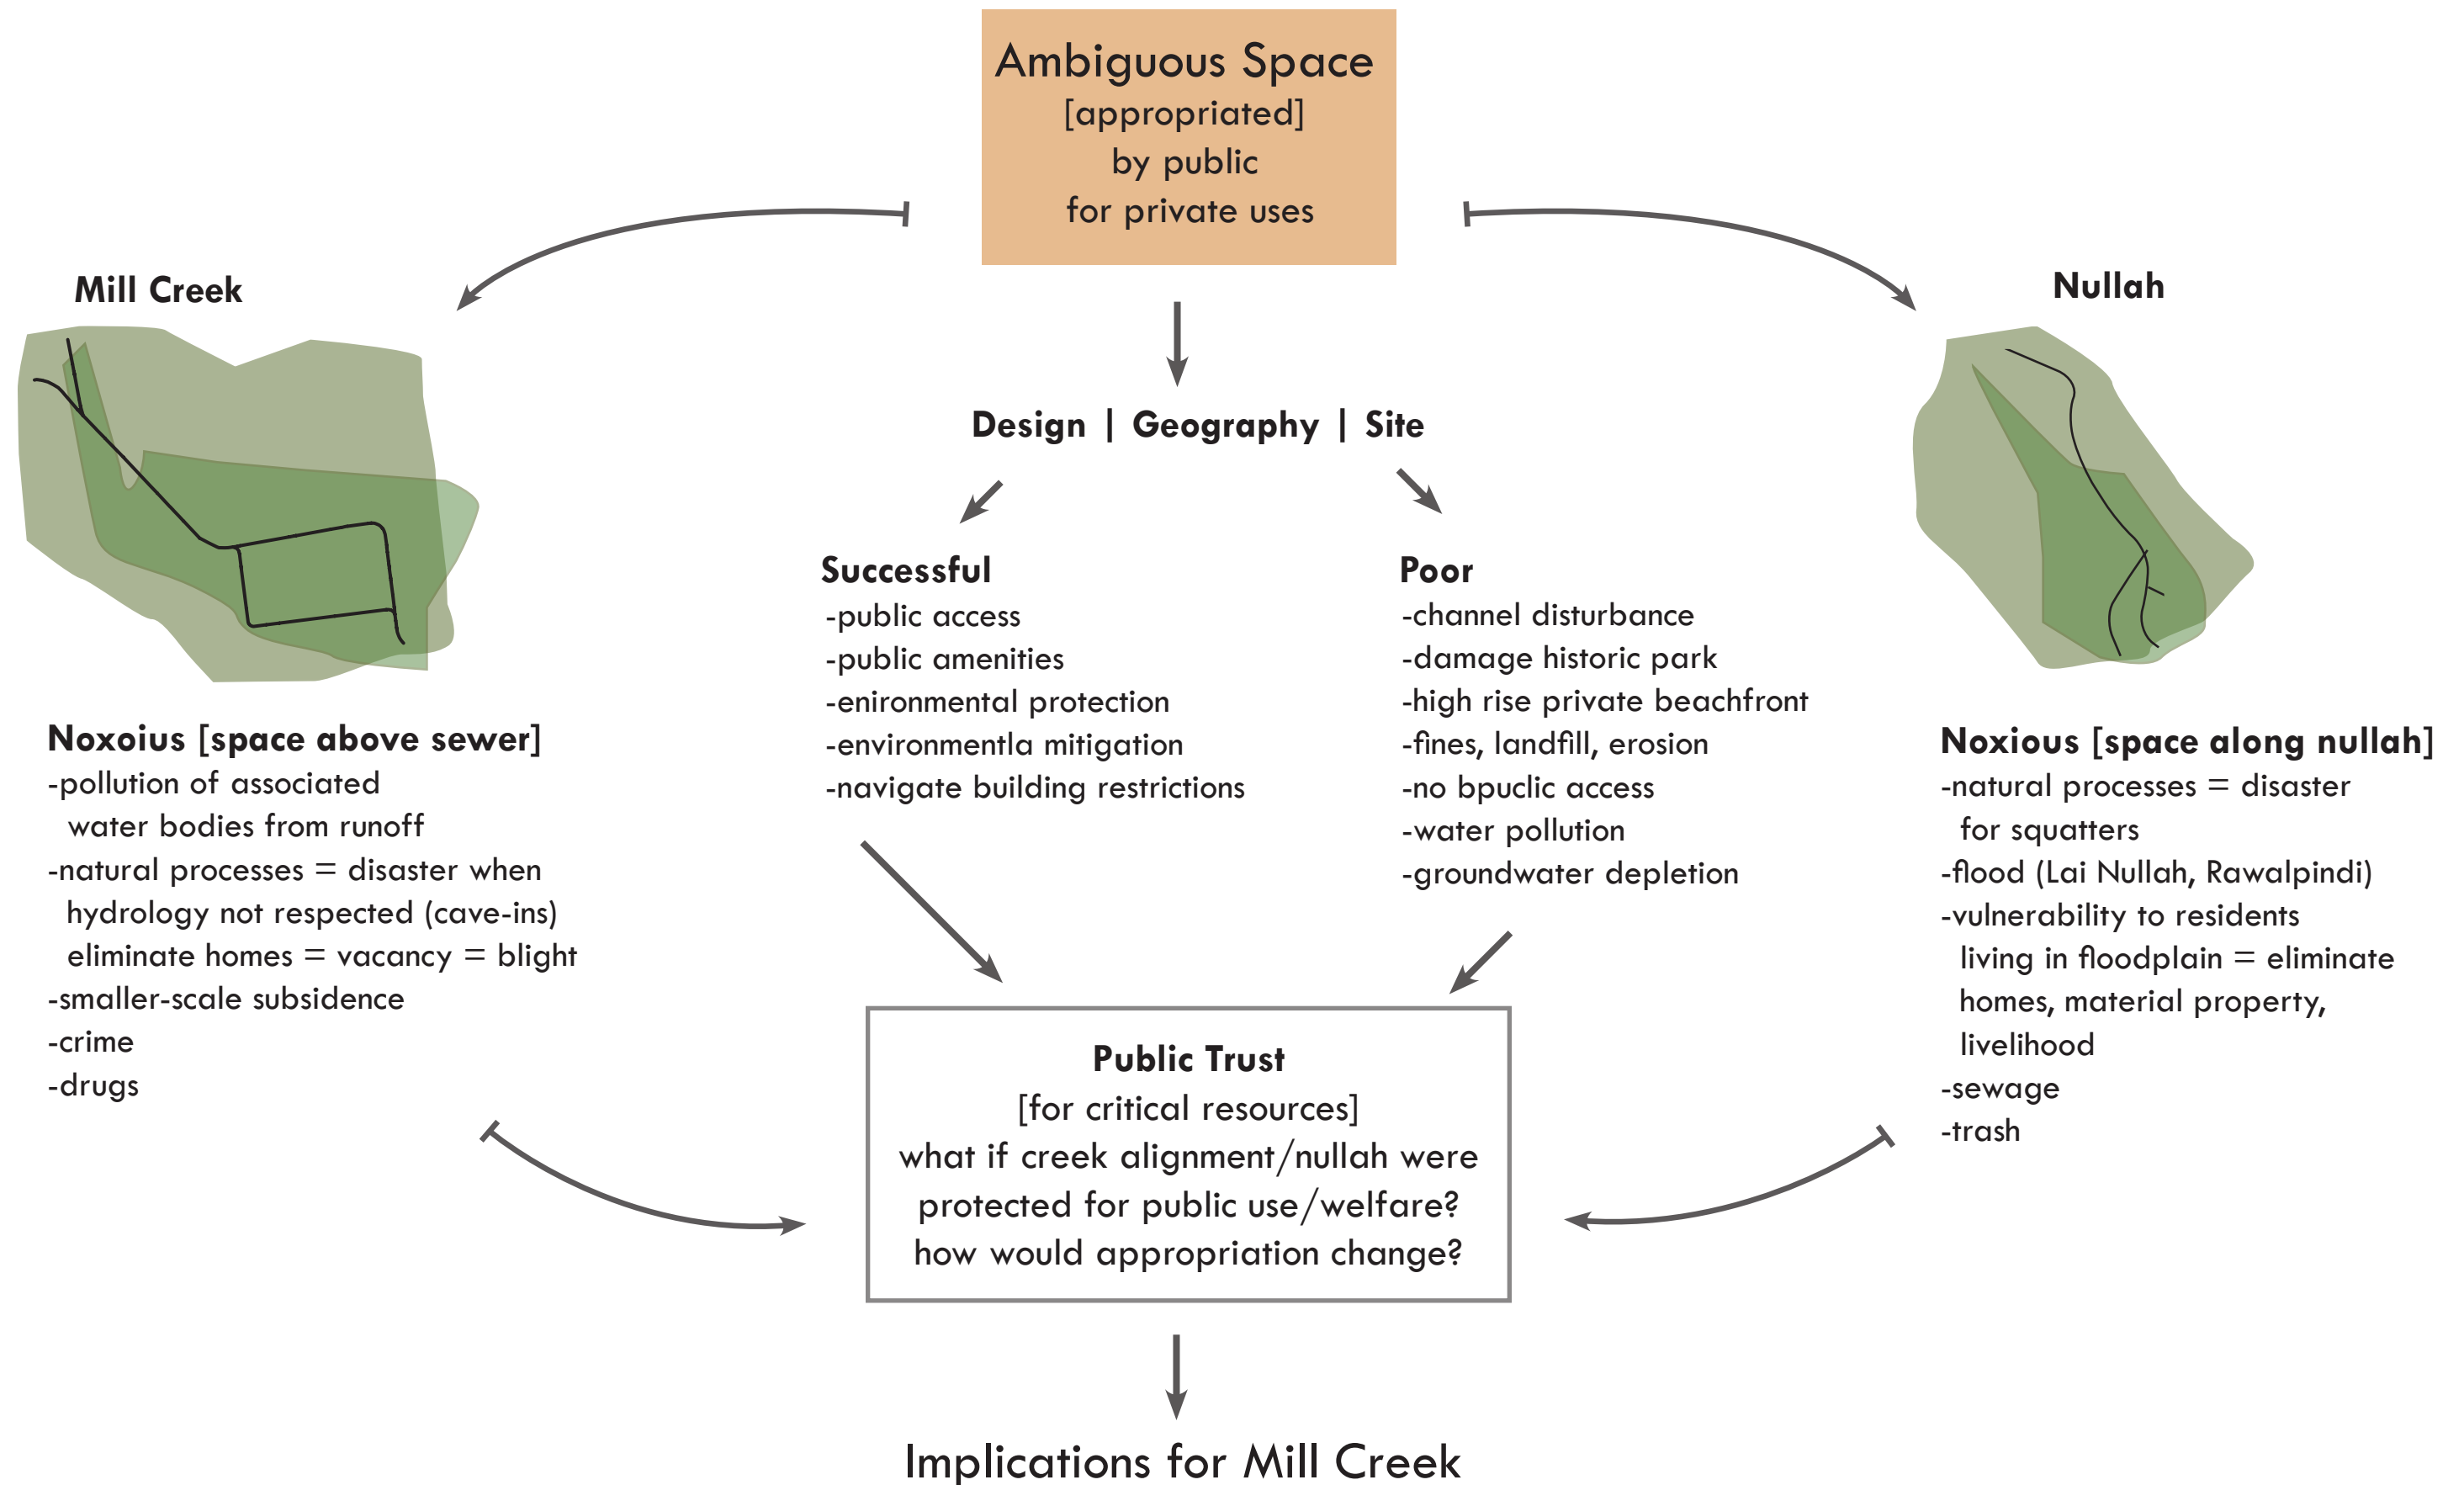 Ambiguous Space
[appropriated]
by public
for private uses
Mill Creek
Nullah
Design | Geography | Site
Successful
-public access
-public amenities
-enironmental protection
-environmentla mitigation
-navigate building restrictions
Poor
-channel disturbance
-damage historic park
-high rise private beachfront
-fines, landfill, erosion
-no bpuclic access
-water pollution
-groundwater depletion
Noxoius [space above sewer]
-pollution of associated
water bodies from runoff
-natural processes = disaster when
hydrology not respected (cave-ins)
eliminate homes = vacancy = blight
-smaller-scale subsidence
-crime
-drugs
Noxious [space along nullah]
-natural processes = disaster
for squatters
-flood (Lai Nullah, Rawalpindi)
-vulnerability to residents
living in floodplain = eliminate
homes, material property,
livelihood
-sewage
-trash
Public Trust
[for critical resources]
what if creek alignment/nullah were
protected for public use/welfare?
how would appropriation change?
Implications for Mill Creek